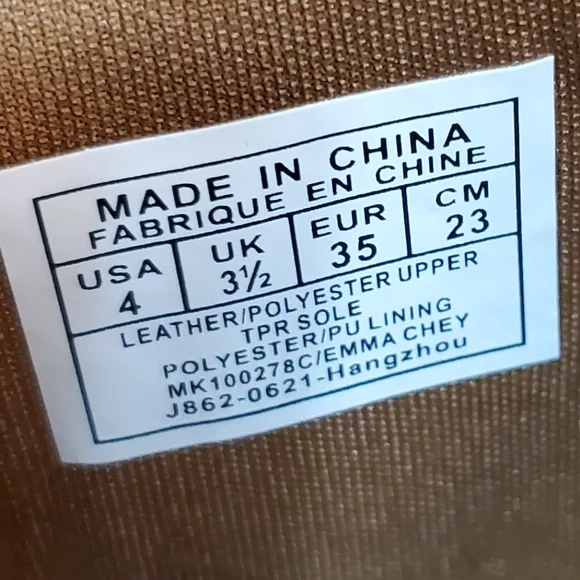 MADE IN CHINA
FABRIQUE EN CHINE
USA UK EUR CM
4 3½ 35 23
LEATHER/POLYESTER UPPER
TPR SOLE
POLYESTER/PU LINING
MK100278C/EMMA CHEY
J862-0621-Hangzhou